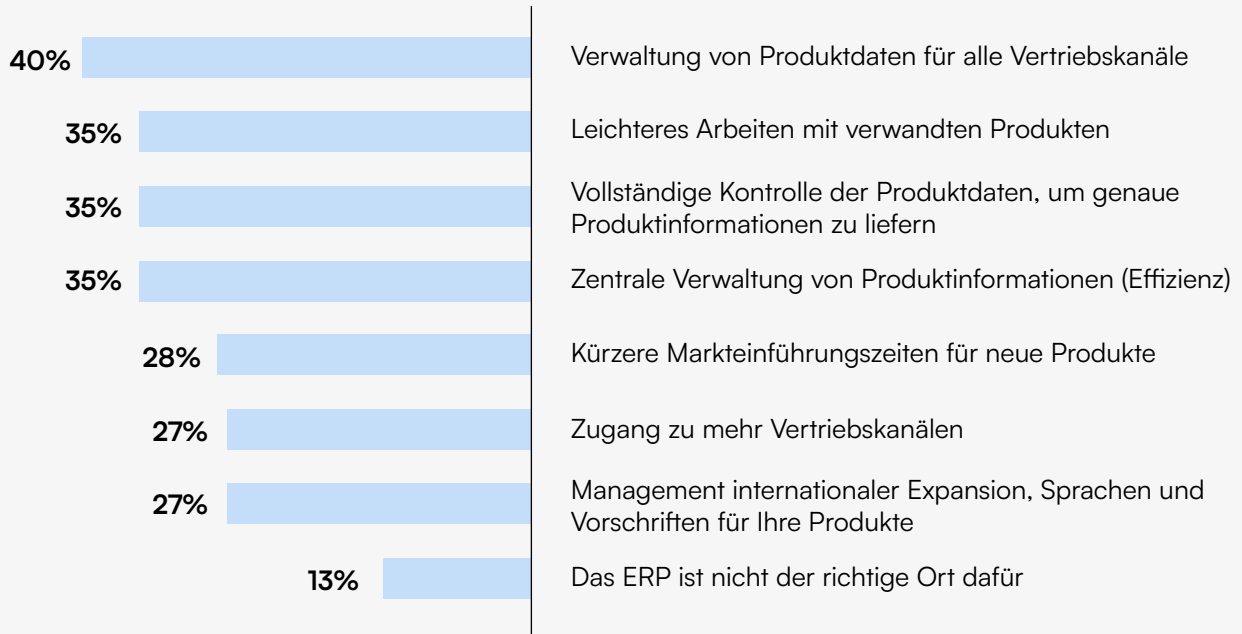 40% Verwaltung von Produktdaten für alle Vertriebskanäle
35% Leichteres Arbeiten mit verwandten Produkten
35% Vollständige Kontrolle der Produktdaten, um genaue
Produktinformationen zu liefern
35% Zentrale Verwaltung von Produktinformationen (Effizienz)
28% Kürzere Markteinführungszeiten für neue Produkte
27% Zugang zu mehr Vertriebskanälen
27% Management internationaler Expansion, Sprachen und
Vorschriften für Ihre Produkte
13% Das ERP ist nicht der richtige Ort dafür